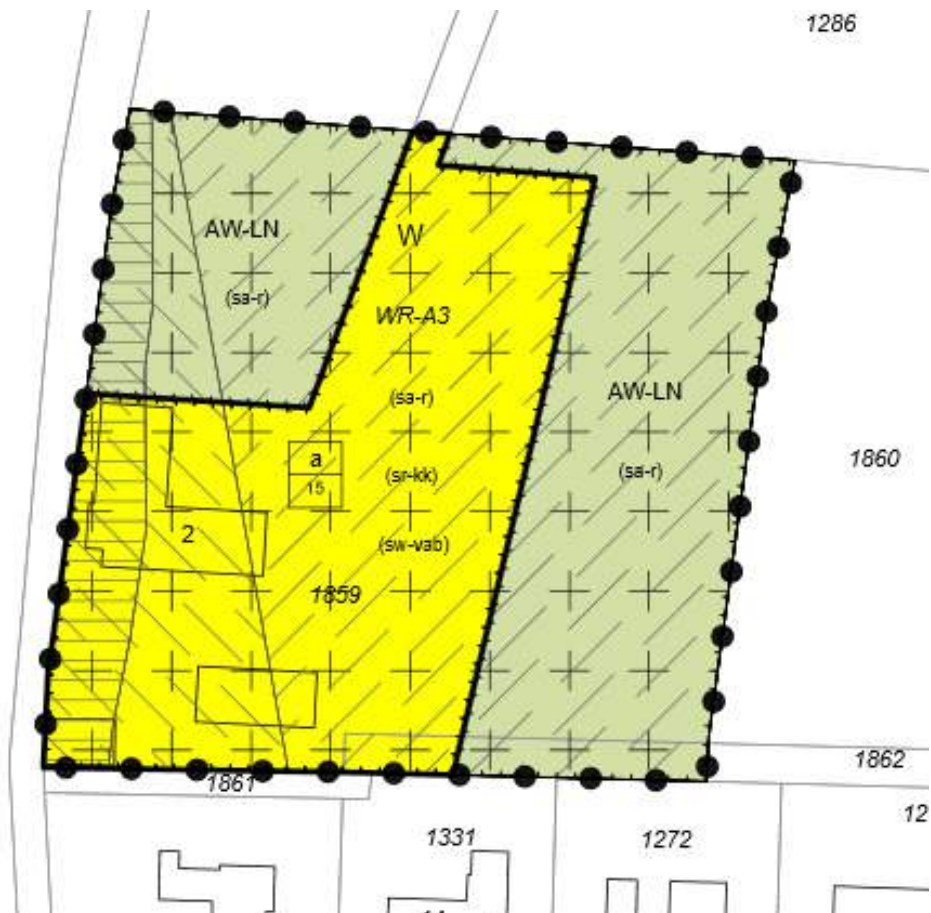 1286
AW-LN
W
(sa-r)
WR-A3
AW-LN
(sa-r)
a
1860
(sr-kk)
(sa-r)
15
2
(sw-vab)
1859
1862
1861
12
1331
1272